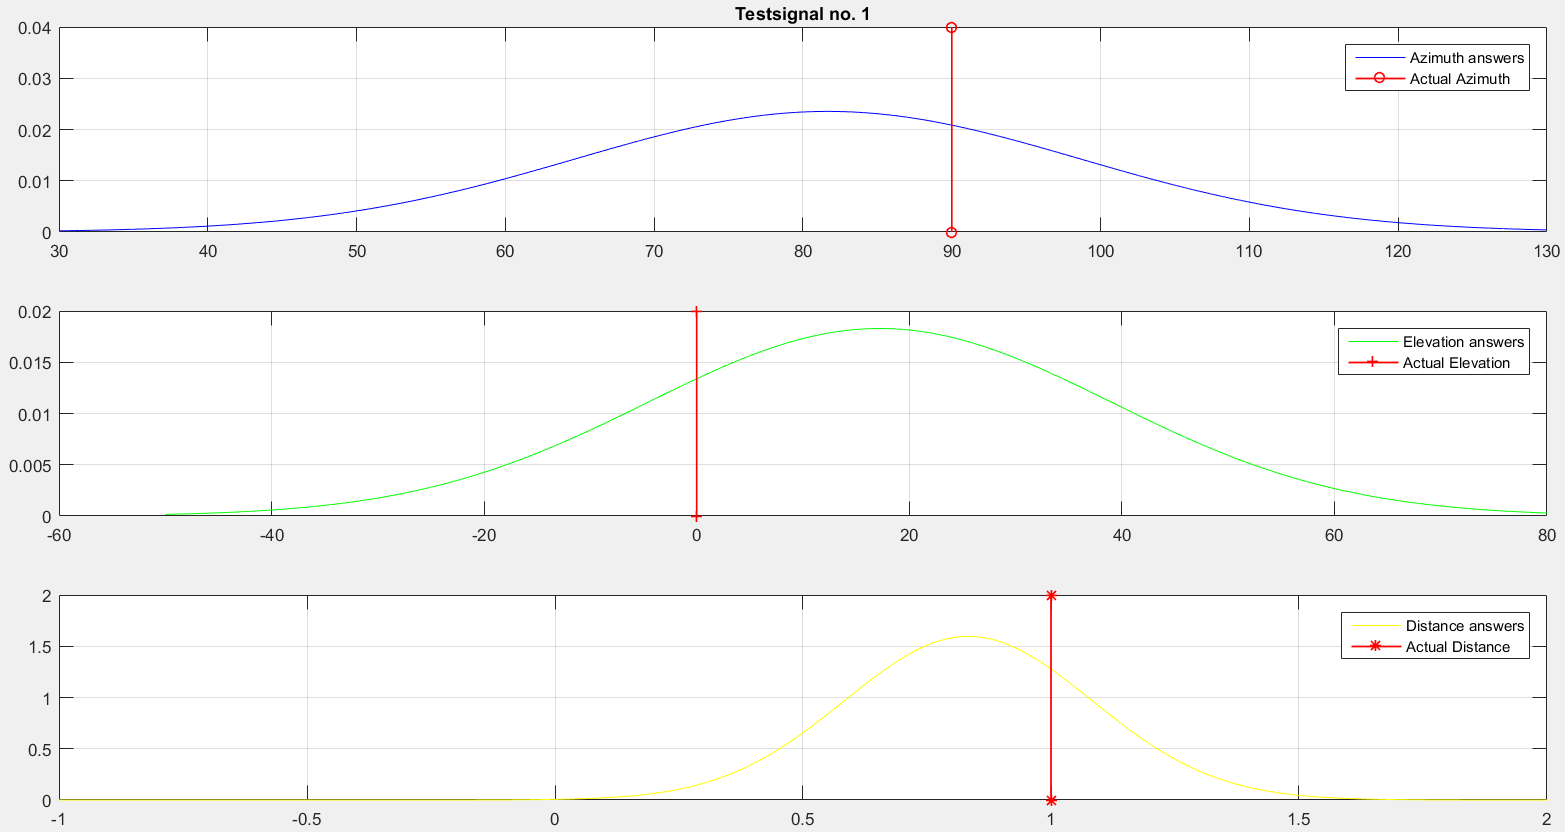 Testsignal no. 1
0.04
0.03
0.02
0.01
0
30 40 50 60 70 80 90 100 110 120 130
Azimuth answers
Actual Azimuth
0.02
0.015
0.01
0.005
0
-60 -40 -20 0 20 40 60 80
Elevation answers
Actual Elevation
2
1.5
1
0.5
0
-1 -0.5 0 0.5 1 1.5 2
Distance answers
Actual Distance